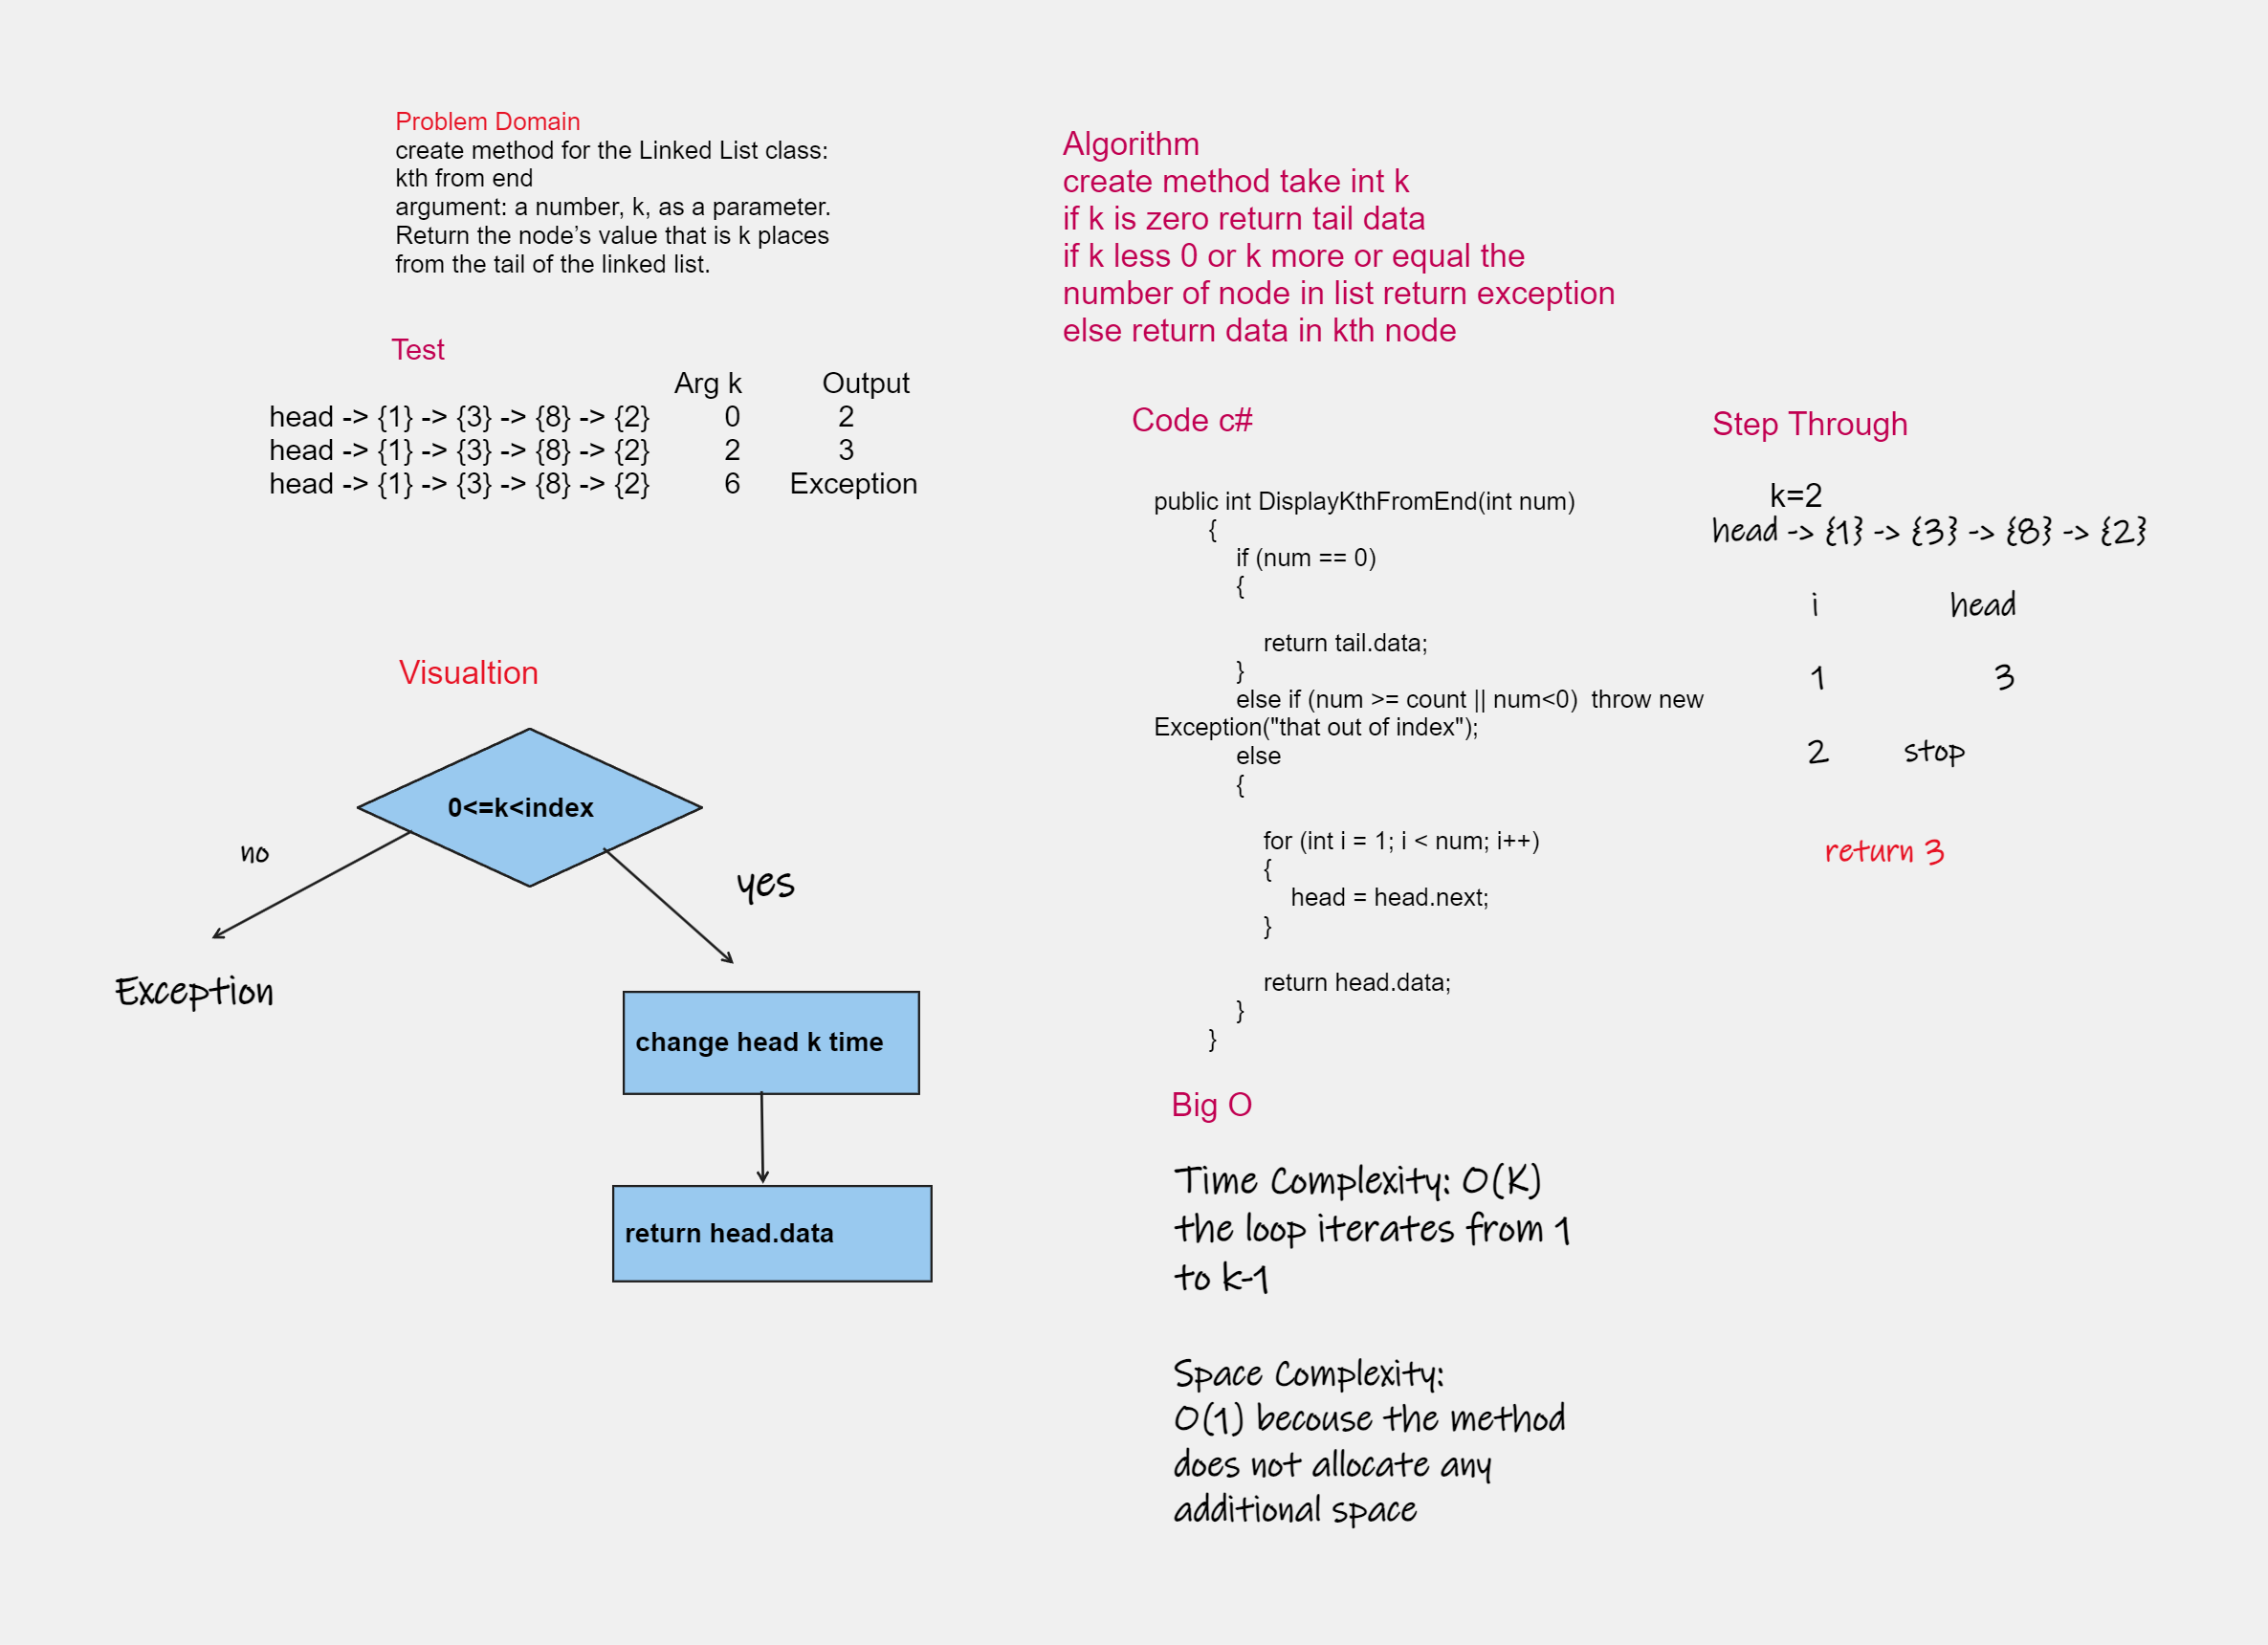 Problem Domain
create method for the Linked List class:
kth from end
argument: a number, k, as a parameter.
Return the node’s value that is k places
from the tail of the linked list.
Test
Arg k Output
head -> {1} -> {3} -> {8} -> {2} 0 2
head -> {1} -> {3} -> {8} -> {2} 2 3
head -> {1} -> {3} -> {8} -> {2} 6 Exception
Visualtion
0<=k<index
no
yes
Exception
change head k time
return head.data
Algorithm
create method take int k
if k is zero return tail data
if k less 0 or k more or equal the
number of node in list return exception
else return data in kth node
Code c#
public int DisplayKthFromEnd(int num)
{
if (num == 0)
{
return tail.data;
}
else if (num >= count || num<0)  throw new
Exception("that out of index");
else
{
for (int i = 1; i < num; i++)
{
head = head.next;
}
return head.data;
}
}
Step Through
k=2
head -> {1} -> {3} -> {8} -> {2}
i head
1 3
2 stop
return 3
Big O
Time Complexity: O(K)
the loop iterates from 1
to k-1
Space Complexity:
O(1) becouse the method
does not allocate any
additional space